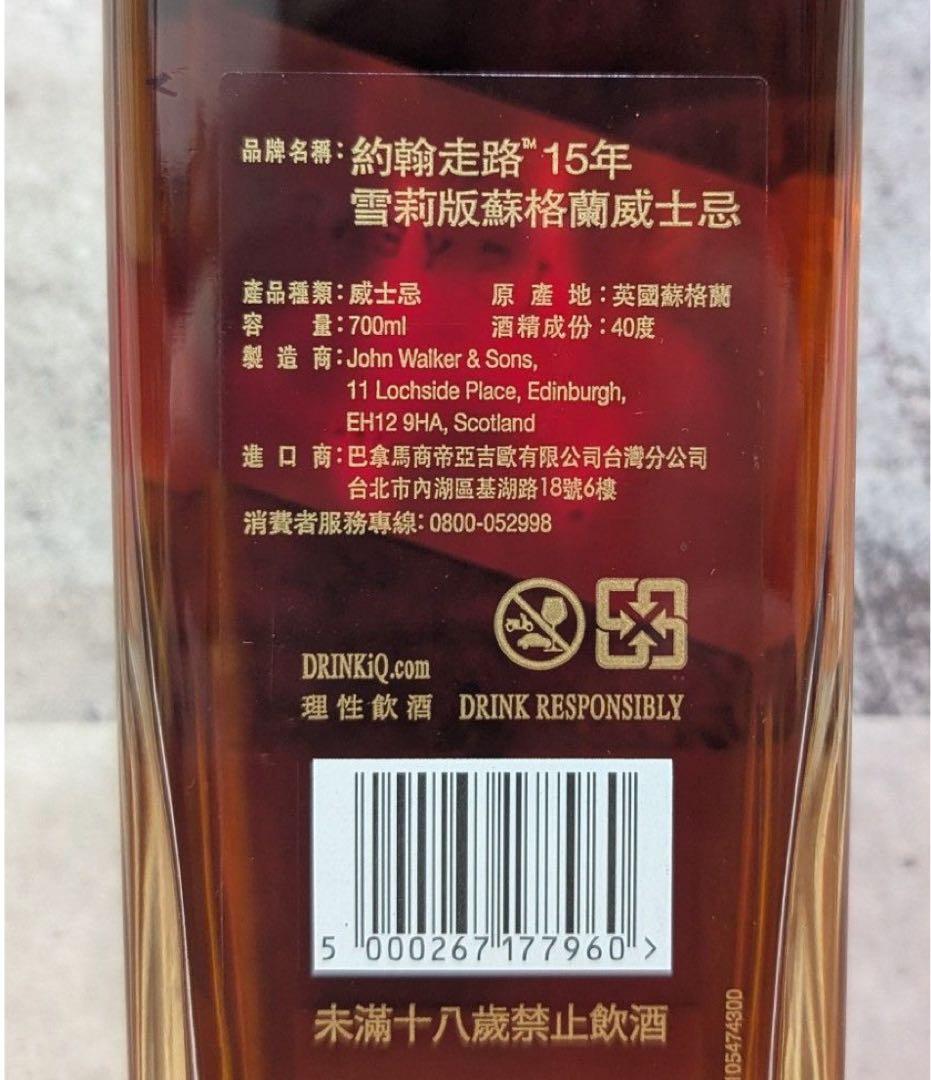 品牌名稱：約翰走路™ 15年
雪莉版蘇格蘭威士忌
產品種類：威士忌 原產地：英國蘇格蘭
容量：700ml 酒精成份：40度
製造商：John Walker & Sons,
11 Lochside Place, Edinburgh,
EH12 9HA, Scotland
進口商：巴拿馬商帝亞吉歐有限公司台灣分公司
台北市內湖區基湖路18號6樓
消費者服務專線：0800-052998
DRINKiQ.com
理性飲酒 DRINK RESPONSIBLY
5 000267 177960 >
未滿十八歲禁止飲酒
105474300